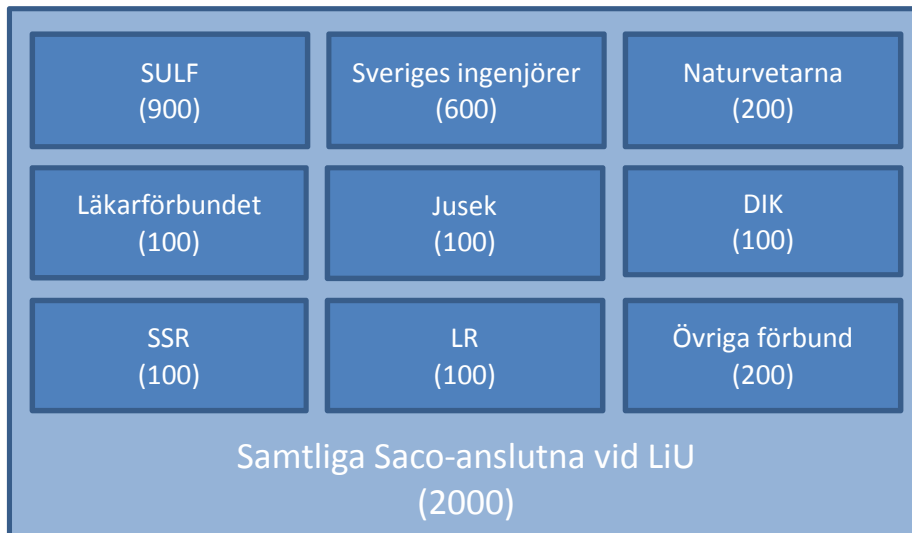 SULF
(900)
Sveriges ingenjörer
(600)
Naturvetarna
(200)
Läkarförbundet
(100)
Jusek
(100)
DIK
(100)
SSR
(100)
LR
(100)
Övriga förbund
(200)
Samtliga Saco-anslutna vid LiU
(2000)